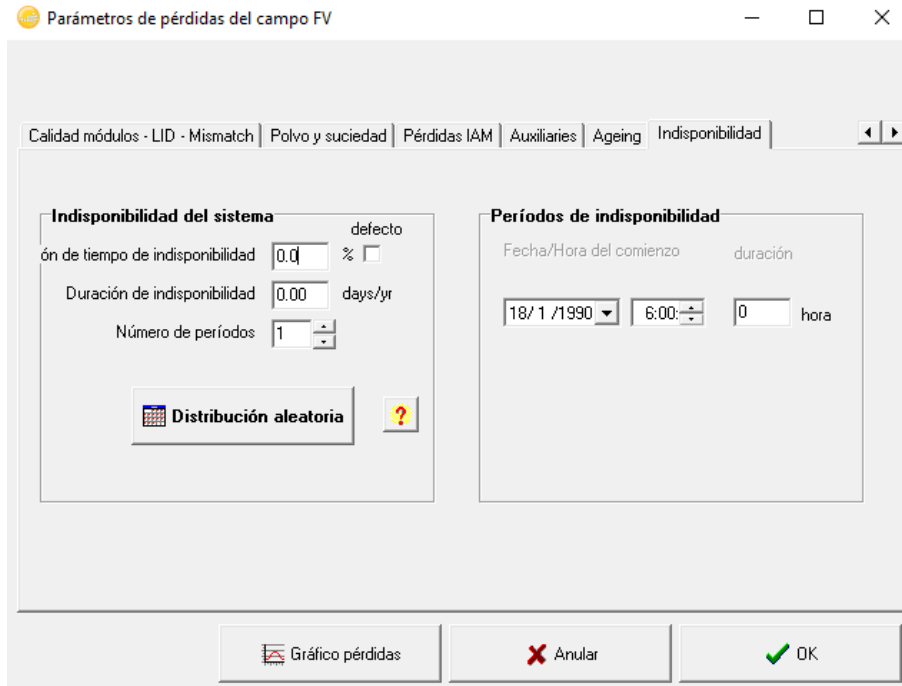 Parámetros de pérdidas del campo FV
Calidad módulos - LID - Mismatch
Polvo y suciedad
Pérdidas IAM
Auxiliaries
Ageing
Indisponibilidad
Indisponibilidad del sistema
defecto
ón de tiempo de indisponibilidad 0.0 %
Duración de indisponibilidad 0.00 days/yr
Número de períodos 1
Distribución aleatoria
?
Períodos de indisponibilidad
Fecha/Hora del comienzo duración
18/ 1 /1990 6:00: 0 hora
Gráfico pérdidas
Anular
OK